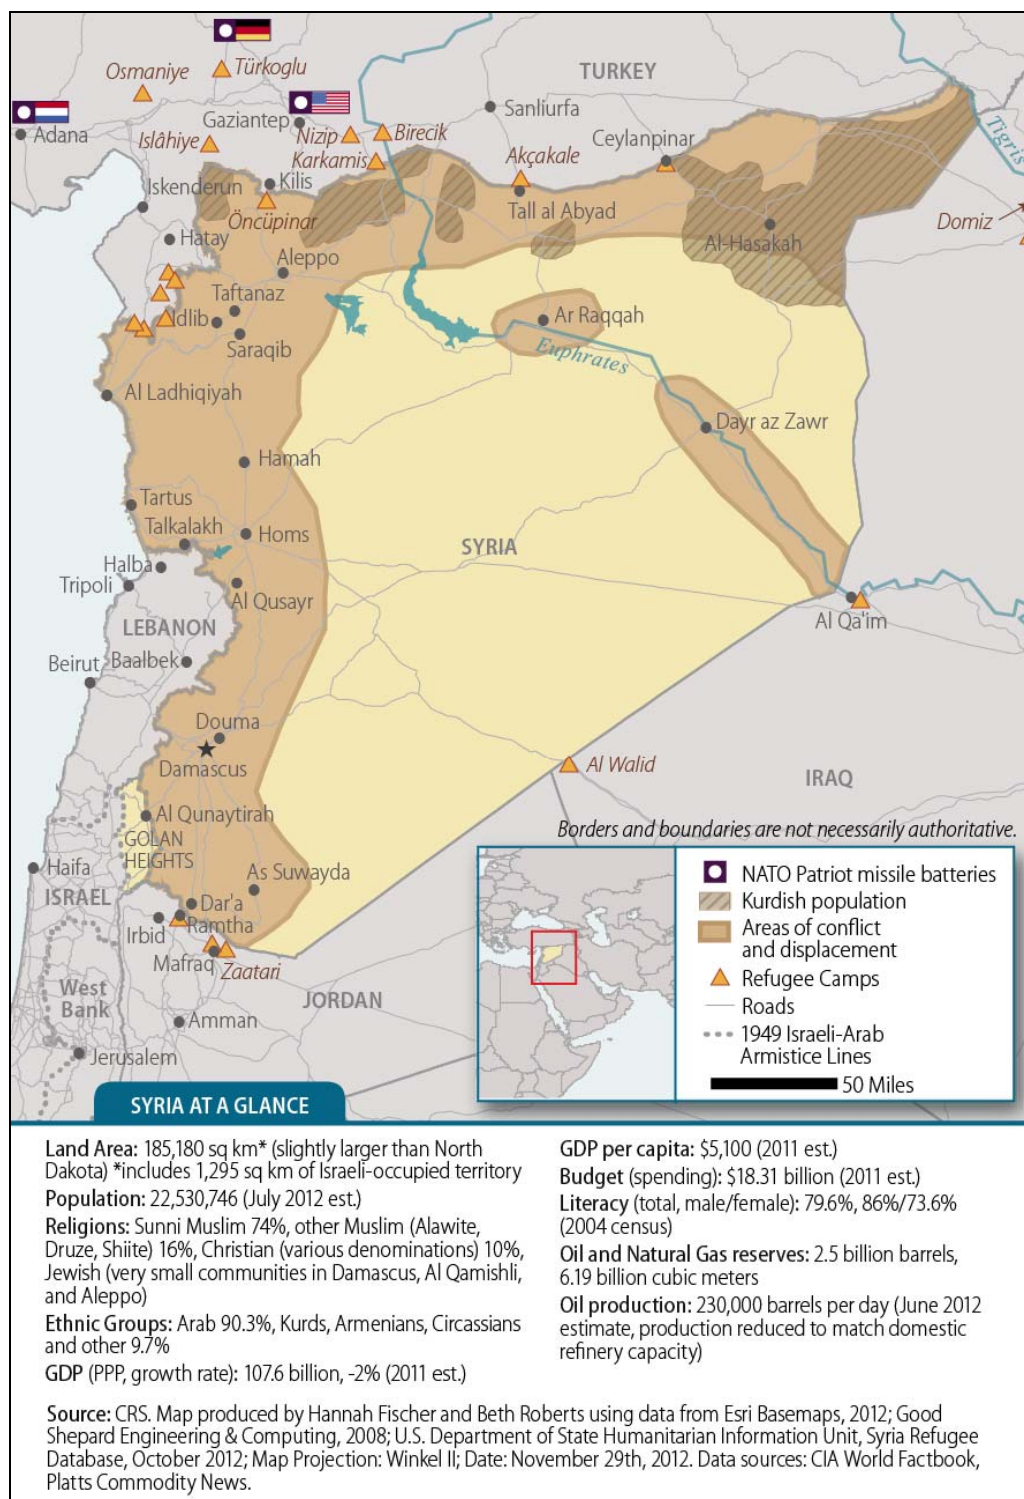 Osmaniye
Türkoglu
TURKEY
Adana
Gaziantep
Nizip
Birecik
Sanlíurfa
Ceylanpinar
Tigris
Islâhiye
Karkamis
Akçakale
Iskenderun
Kilis
Öncüpinar
Tall al Abyad
Domiz
Hatay
Al-Hasakah
Aleppo
Taftanaz
Idlib
Saraqib
Ar Raqqah
Euphrates
Al Ladhiqiyah
Dayr az Zawr
Hamah
Tartus
Talkalakh
Homs
SYRIA
Halba
Tripoli
Al Qusayr
Al Qa'im
LEBANON
Beirut
Baalbek
Douma
Damascus
Al Walid
IRAQ
Al Qunaytirah
GOLAN
HEIGHTS
Borders and boundaries are not necessarily authoritative.
Haifa
As Suwayda
ISRAEL
Dar'a
Ramtha
Irbid
Mafraq
Zaatari
West
Bank
JORDAN
Amman
Jerusalem
NATO Patriot missile batteries
Kurdish population
Areas of conflict
and displacement
Refugee Camps
Roads
1949 Israeli-Arab
Armistice Lines
50 Miles
SYRIA AT A GLANCE
Land Area: 185,180 sq km* (slightly larger than North
Dakota) *includes 1,295 sq km of Israeli-occupied territory
Population: 22,530,746 (July 2012 est.)
Religions: Sunni Muslim 74%, other Muslim (Alawite,
Druze, Shiite) 16%, Christian (various denominations) 10%,
Jewish (very small communities in Damascus, Al Qamishli,
and Aleppo)
Ethnic Groups: Arab 90.3%, Kurds, Armenians, Circassians
and other 9.7%
GDP (PPP, growth rate): 107.6 billion, -2% (2011 est.)
GDP per capita: $5,100 (2011 est.)
Budget (spending): $18.31 billion (2011 est.)
Literacy (total, male/female): 79.6%, 86%/73.6%
(2004 census)
Oil and Natural Gas reserves: 2.5 billion barrels,
6.19 billion cubic meters
Oil production: 230,000 barrels per day (June 2012
estimate, production reduced to match domestic
refinery capacity)
Source: CRS. Map produced by Hannah Fischer and Beth Roberts using data from Esri Basemaps, 2012; Good
Shepard Engineering & Computing, 2008; U.S. Department of State Humanitarian Information Unit, Syria Refugee
Database, October 2012; Map Projection: Winkel II; Date: November 29th, 2012. Data sources: CIA World Factbook,
Platts Commodity News.